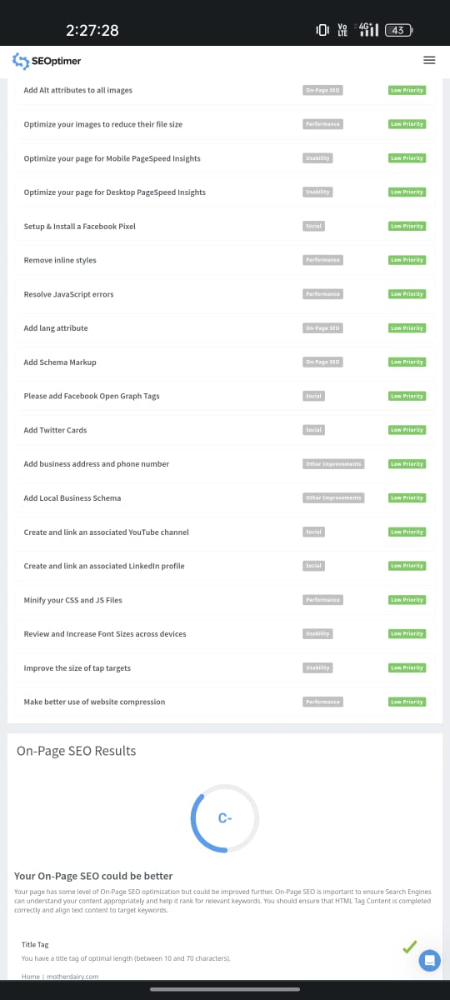 2:27:28
Vo
LTE
4G+
43
SEOptimer
Add Alt attributes to all images On-Page SEO Low Priority
Optimize your images to reduce their file size Performance Low Priority
Optimize your page for Mobile PageSpeed Insights Usability Low Priority
Optimize your page for Desktop PageSpeed Insights Usability Low Priority
Setup & Install a Facebook Pixel Social Low Priority
Remove inline styles Performance Low Priority
Resolve JavaScript errors Performance Low Priority
Add lang attribute On-Page SEO Low Priority
Add Schema Markup On-Page SEO Low Priority
Please add Facebook Open Graph Tags Social Low Priority
Add Twitter Cards Social Low Priority
Add business address and phone number Other Improvements Low Priority
Add Local Business Schema Other Improvements Low Priority
Create and link an associated YouTube channel Social Low Priority
Create and link an associated LinkedIn profile Social Low Priority
Minify your CSS and JS Files Performance Low Priority
Review and Increase Font Sizes across devices Usability Low Priority
Improve the size of tap targets Usability Low Priority
Make better use of website compression Performance Low Priority
On-Page SEO Results
C-
Your On-Page SEO could be better
Your page has some level of On-Page SEO optimization but could be improved further. On-Page SEO is important to ensure Search Engines
can understand your content appropriately and help it rank for relevant keywords. You should ensure that HTML Tag Content is completed
correctly and align text content to target keywords.
Title Tag
You have a title tag of optimal length (between 10 and 70 characters).
Home | motherdairy.com